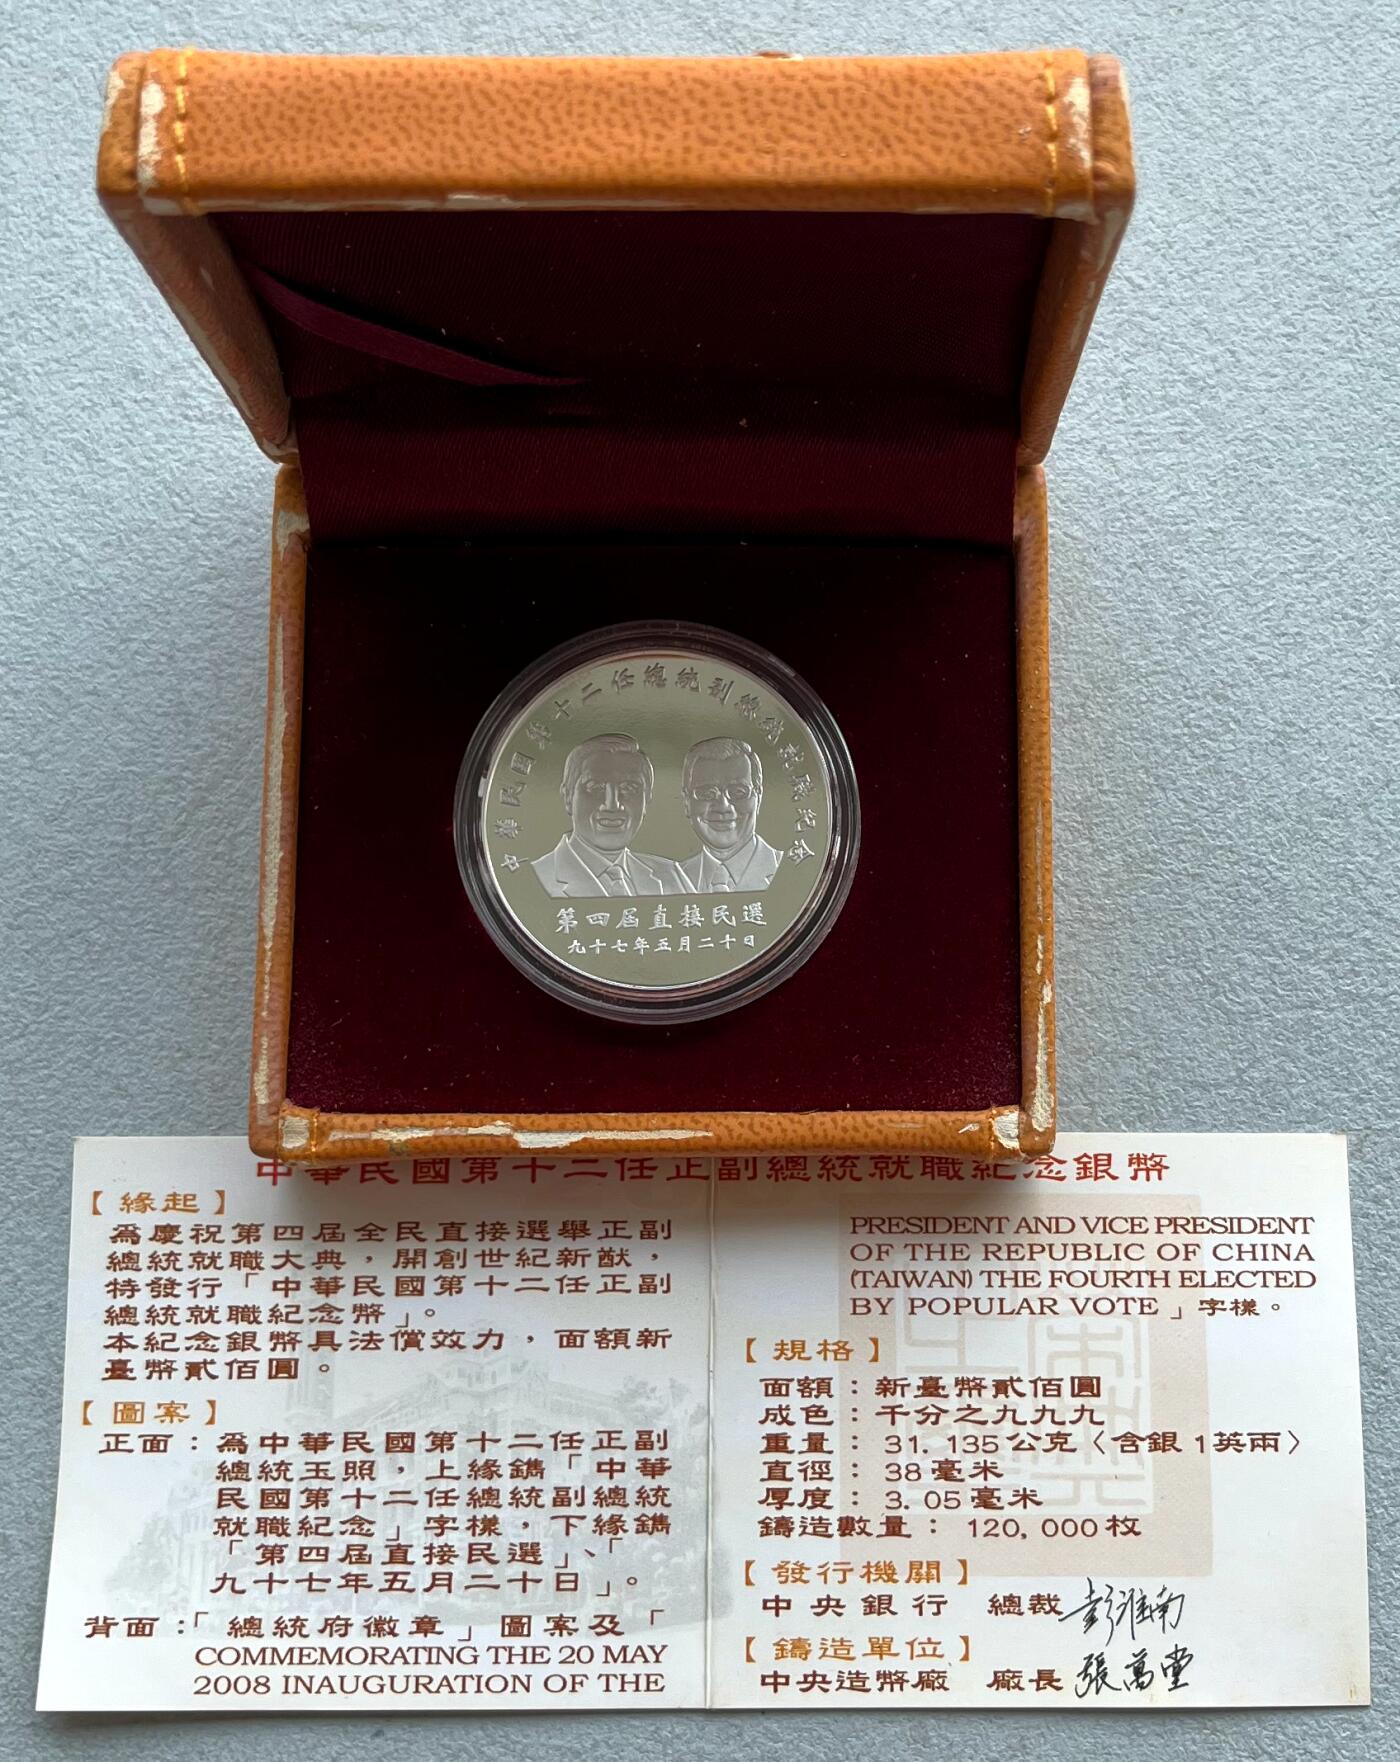 中華民國第十二任總統副總統就職紀念
第四屆直接民選
九十七年五月二十日
中華民國第十二任正副總統就職紀念銀幣
【緣起】
為慶祝第四屆全民直接選舉正副
總統就職大典，開創世紀新猷，
特發行「中華民國第十二任正副
總統就職紀念幣」。
本紀念銀幣具法償效力，面額新
臺幣貳佰圓。
【圖案】
正面：為中華民國第十二任正副
總統玉照，上緣鐫「中華
民國第十二任總統副總統
就職紀念」字樣，下緣鐫
「第四屆直接民選」、「
九十七年五月二十日」。
背面：「總統府徽章」圖案及「
COMMEMORATING THE 20 MAY
2008 INAUGURATION OF THE
PRESIDENT AND VICE PRESIDENT
OF THE REPUBLIC OF CHINA
(TAIWAN) THE FOURTH ELECTED
BY POPULAR VOTE」字樣。
【規格】
面額：新臺幣貳佰圓
成色：千分之九九九
重量：31.135公克〈含銀1英兩〉
直徑：38毫米
厚度：3.05毫米
鑄造數量：120,000枚
【發行機關】
中央銀行 總裁 彭淮南
【鑄造單位】
中央造幣廠 廠長 張萬堂